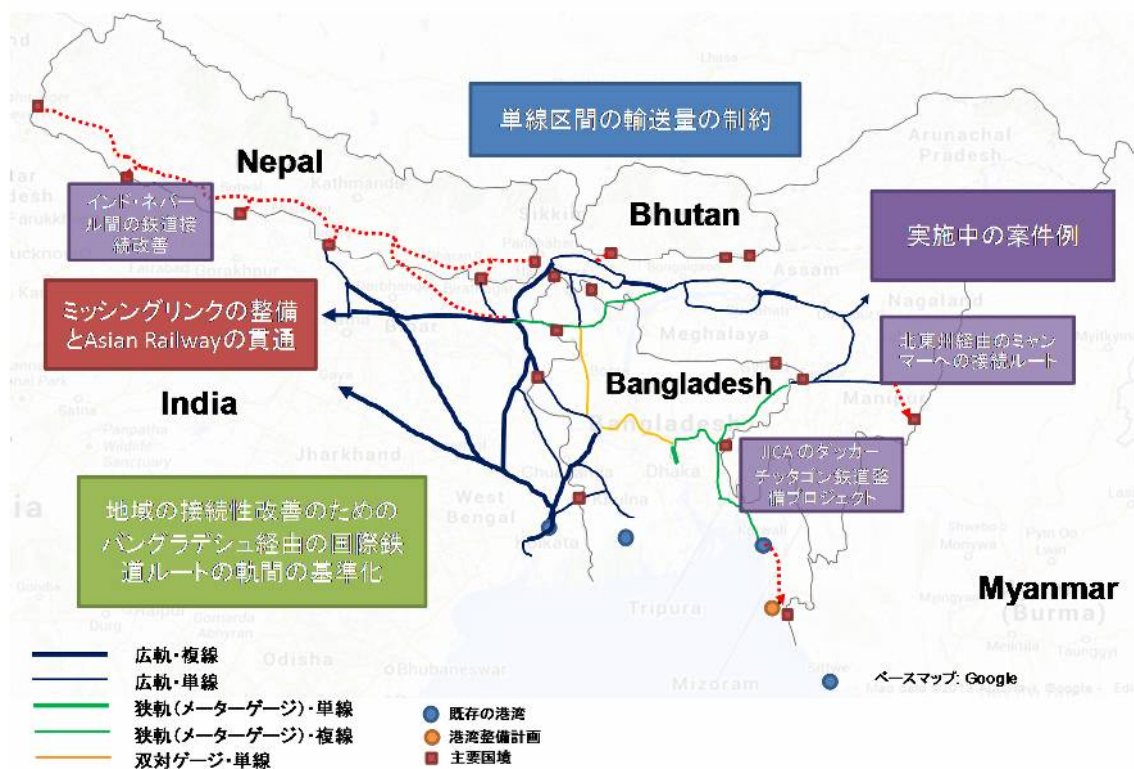 単線区間の輸送量の制約
Lhasa
Arunachal
Pradesh
Nepal
Kathmandu
Sikkim
Bhutan
インド・ネパー
ル間の鉄道接
続改善
実施中の案件例
Gorakhpur
Assam
Nagaland
ミッシングリンクの整備
とAsian Railwayの貫通
Bihar
Meghalaya
北東州経由のミャン
マーへの接続ルート
Gaya
India
Bangladesh
Manipur
Bangladesh
Jharkhand
Dhaka
JICAのダッカー
チッタゴン鉄道整
備プロジェクト
West
Bengal
Khulna
地域の接続性改善のための
バングラデシュ経由の国際鉄
道ルートの軌間の基準化
Kolkata
Tripura
Myanmar
(Burma)
Odisha
Bhubaneswar
Mizoram
Sittwe
ベースマップ: Google
広軌・複線
広軌・単線
狭軌(メーターゲージ)・単線
狭軌(メーターゲージ)・複線
双対ゲージ・単線
既存の港湾
港湾整備計画
主要国境